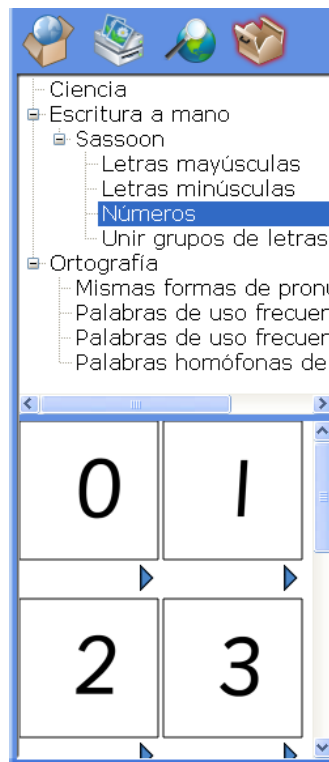 Ciencia
Escritura a mano
Sassoon
Letras mayúsculas
Letras minúsculas
Números
Unir grupos de letras
Ortografía
Mismas formas de pronu
Palabras de uso frecuen
Palabras de uso frecuen
Palabras homófonas de
0 1
2 3